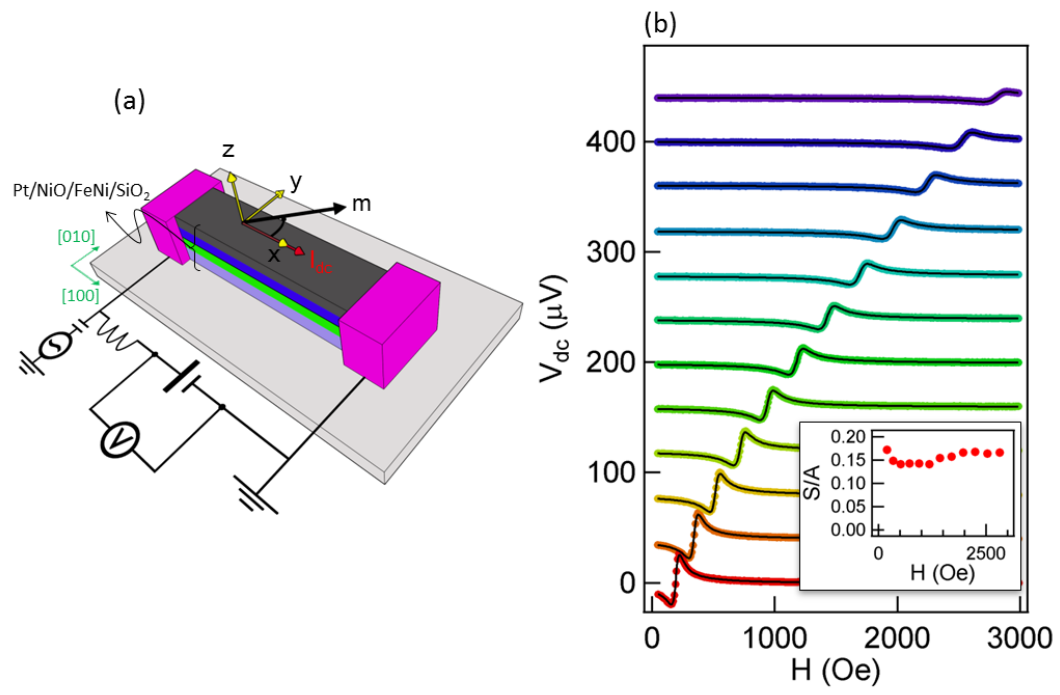 (a)
z
y
m
Pt/NiO/FeNi/SiO₂
x
I_dc
[010]
[100]
S
V
(b)
V_dc (μV)
400
300
200
100
0
0 1000 2000 3000
H (Oe)
S/A
0.20
0.15
0.10
0.05
0.00
0 2500
H (Oe)